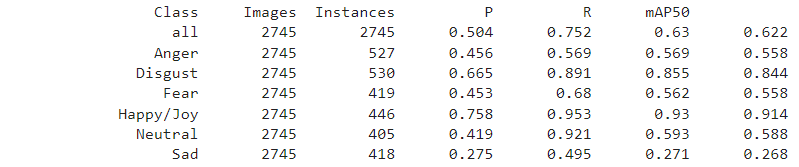 Class Images Instances P R mAP50
all 2745 2745 0.504 0.752 0.63 0.622
Anger 2745 527 0.456 0.569 0.569 0.558
Disgust 2745 530 0.665 0.891 0.855 0.844
Fear 2745 419 0.453 0.68 0.562 0.558
Happy/Joy 2745 446 0.758 0.953 0.93 0.914
Neutral 2745 405 0.419 0.921 0.593 0.588
Sad 2745 418 0.275 0.495 0.271 0.268